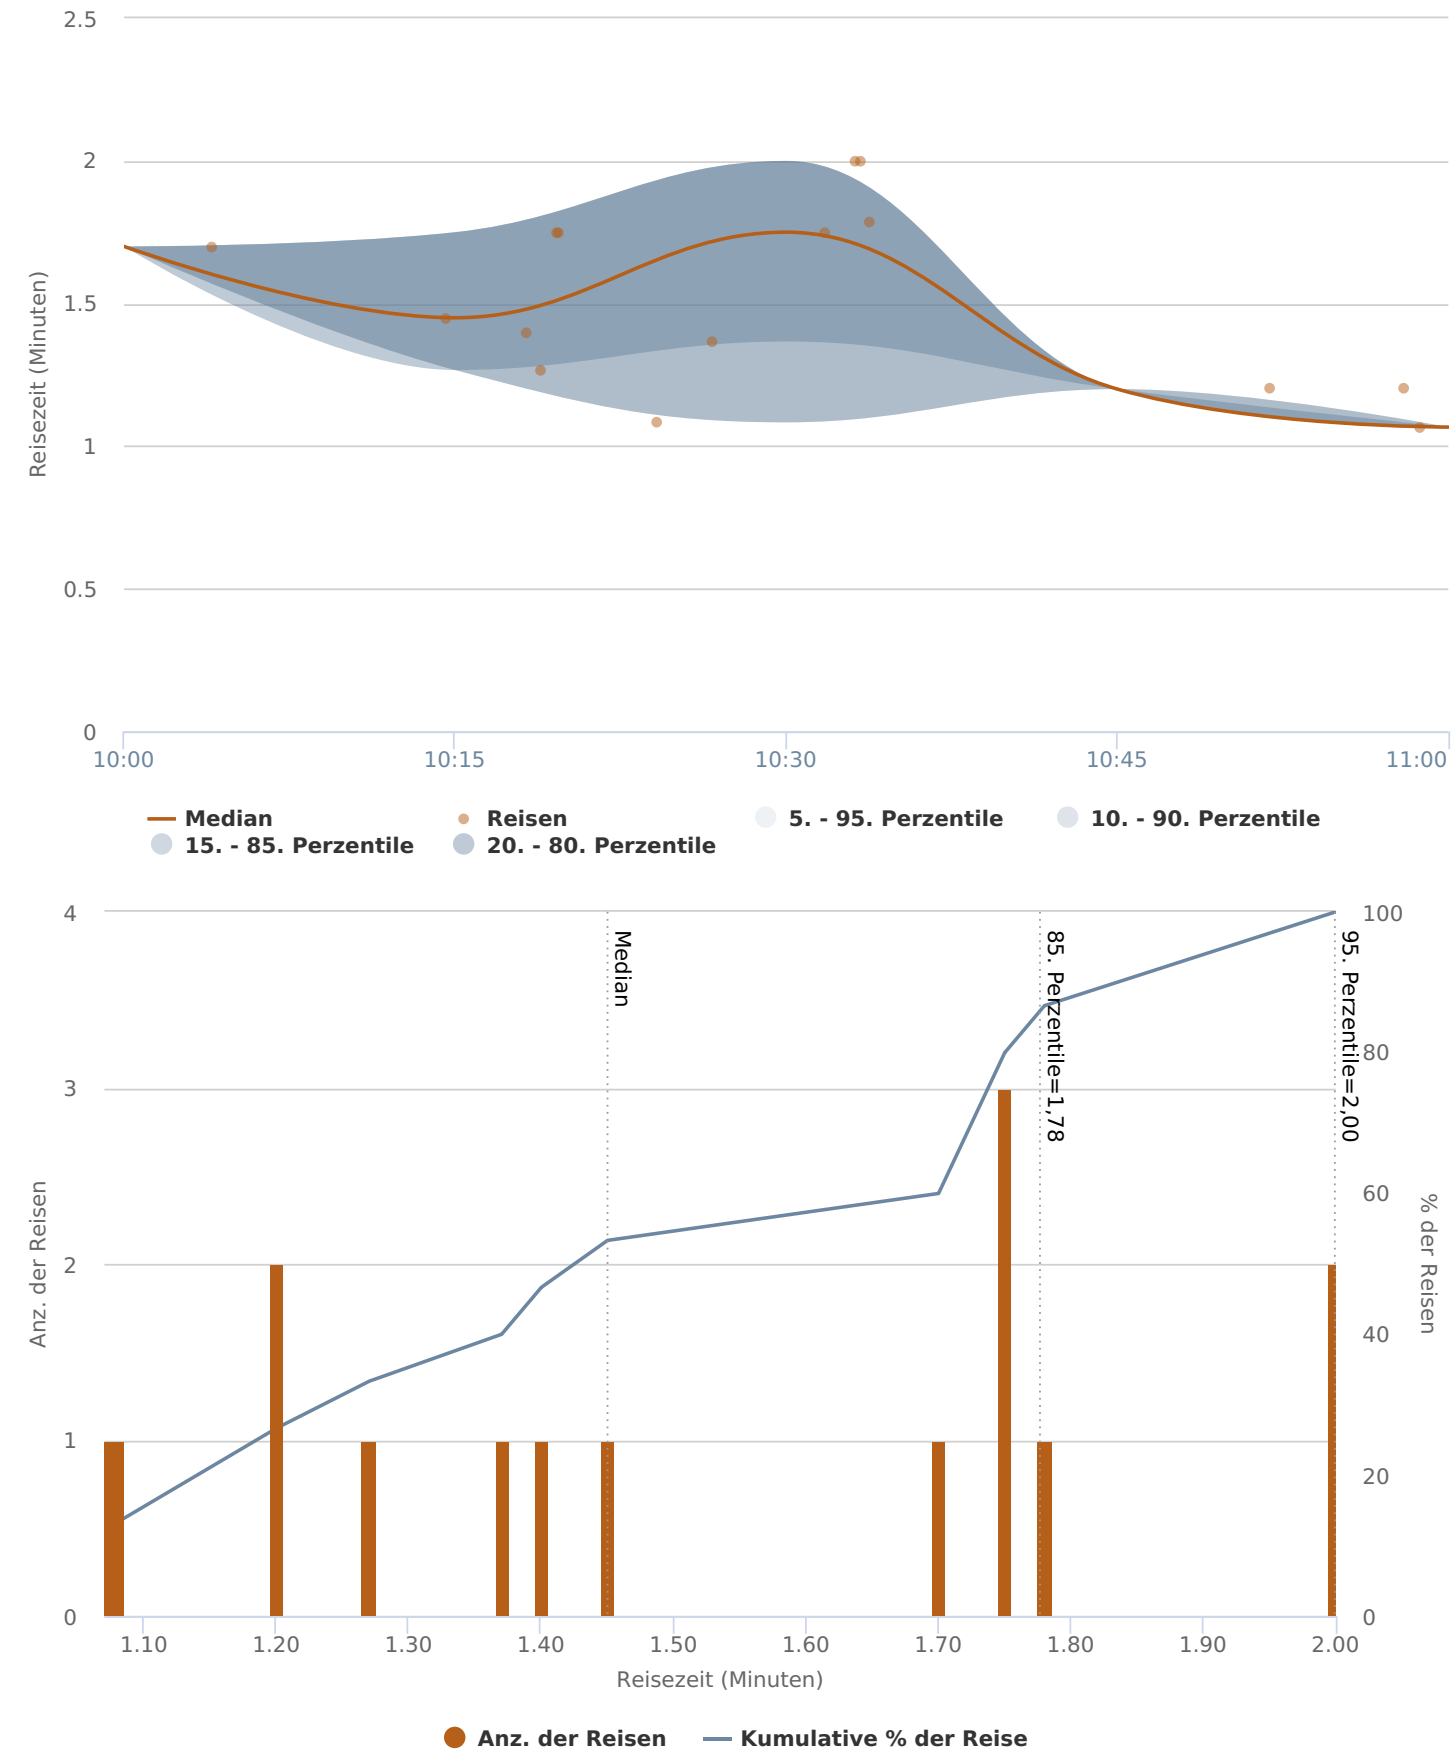 2.5
2
1.5
1
0.5
0
Reisezeit (Minuten)
10:00 10:15 10:30 10:45 11:00
Median Reisen 5. - 95. Perzentile 10. - 90. Perzentile
15. - 85. Perzentile 20. - 80. Perzentile
4
3
2
1
0
Anz. der Reisen
Median
85. Perzentile=1,78
95. Perzentile=2,00
100
80
60
40
20
0
% der Reisen
1.10 1.20 1.30 1.40 1.50 1.60 1.70 1.80 1.90 2.00
Reisezeit (Minuten)
Anz. der Reisen Kumulative % der Reise